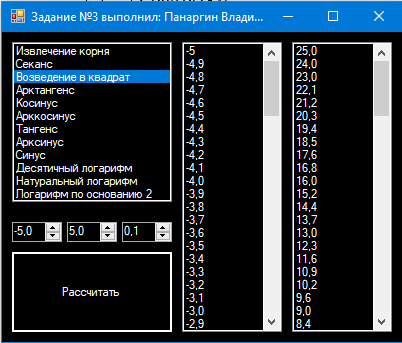 Задание №3 выполнил: Панаргин Влади...
Извлечение корня
Секанс
Возведение в квадрат
Арктангенс
Косинус
Арккосинус
Тангенс
Арксинус
Синус
Десятичный логарифм
Натуральный логарифм
Логарифм по основанию 2
-5,0 5,0 0,1
Рассчитать
-5
-4,9
-4,8
-4,7
-4,6
-4,5
-4,4
-4,3
-4,2
-4,1
-4,0
-3,9
-3,8
-3,7
-3,6
-3,5
-3,4
-3,3
-3,2
-3,1
-3,0
-2,9
25,0
24,0
23,0
22,1
21,2
20,3
19,4
18,5
17,6
16,8
16,0
15,2
14,4
13,7
13,0
12,3
11,6
10,9
10,2
9,6
9,0
8,4